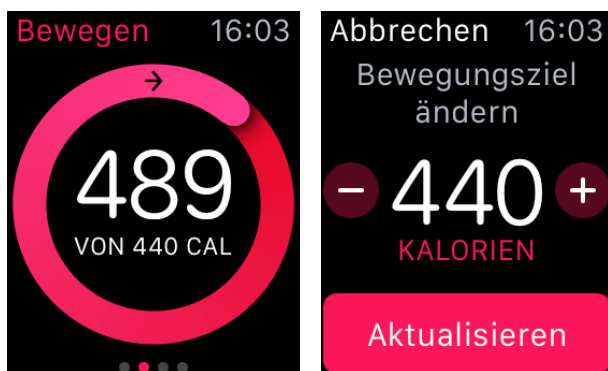 Bewegen 16:03
489
VON 440 CAL
Abbrechen 16:03
Bewegungsziel
ändern
− 440 +
KALORIEN
Aktualisieren